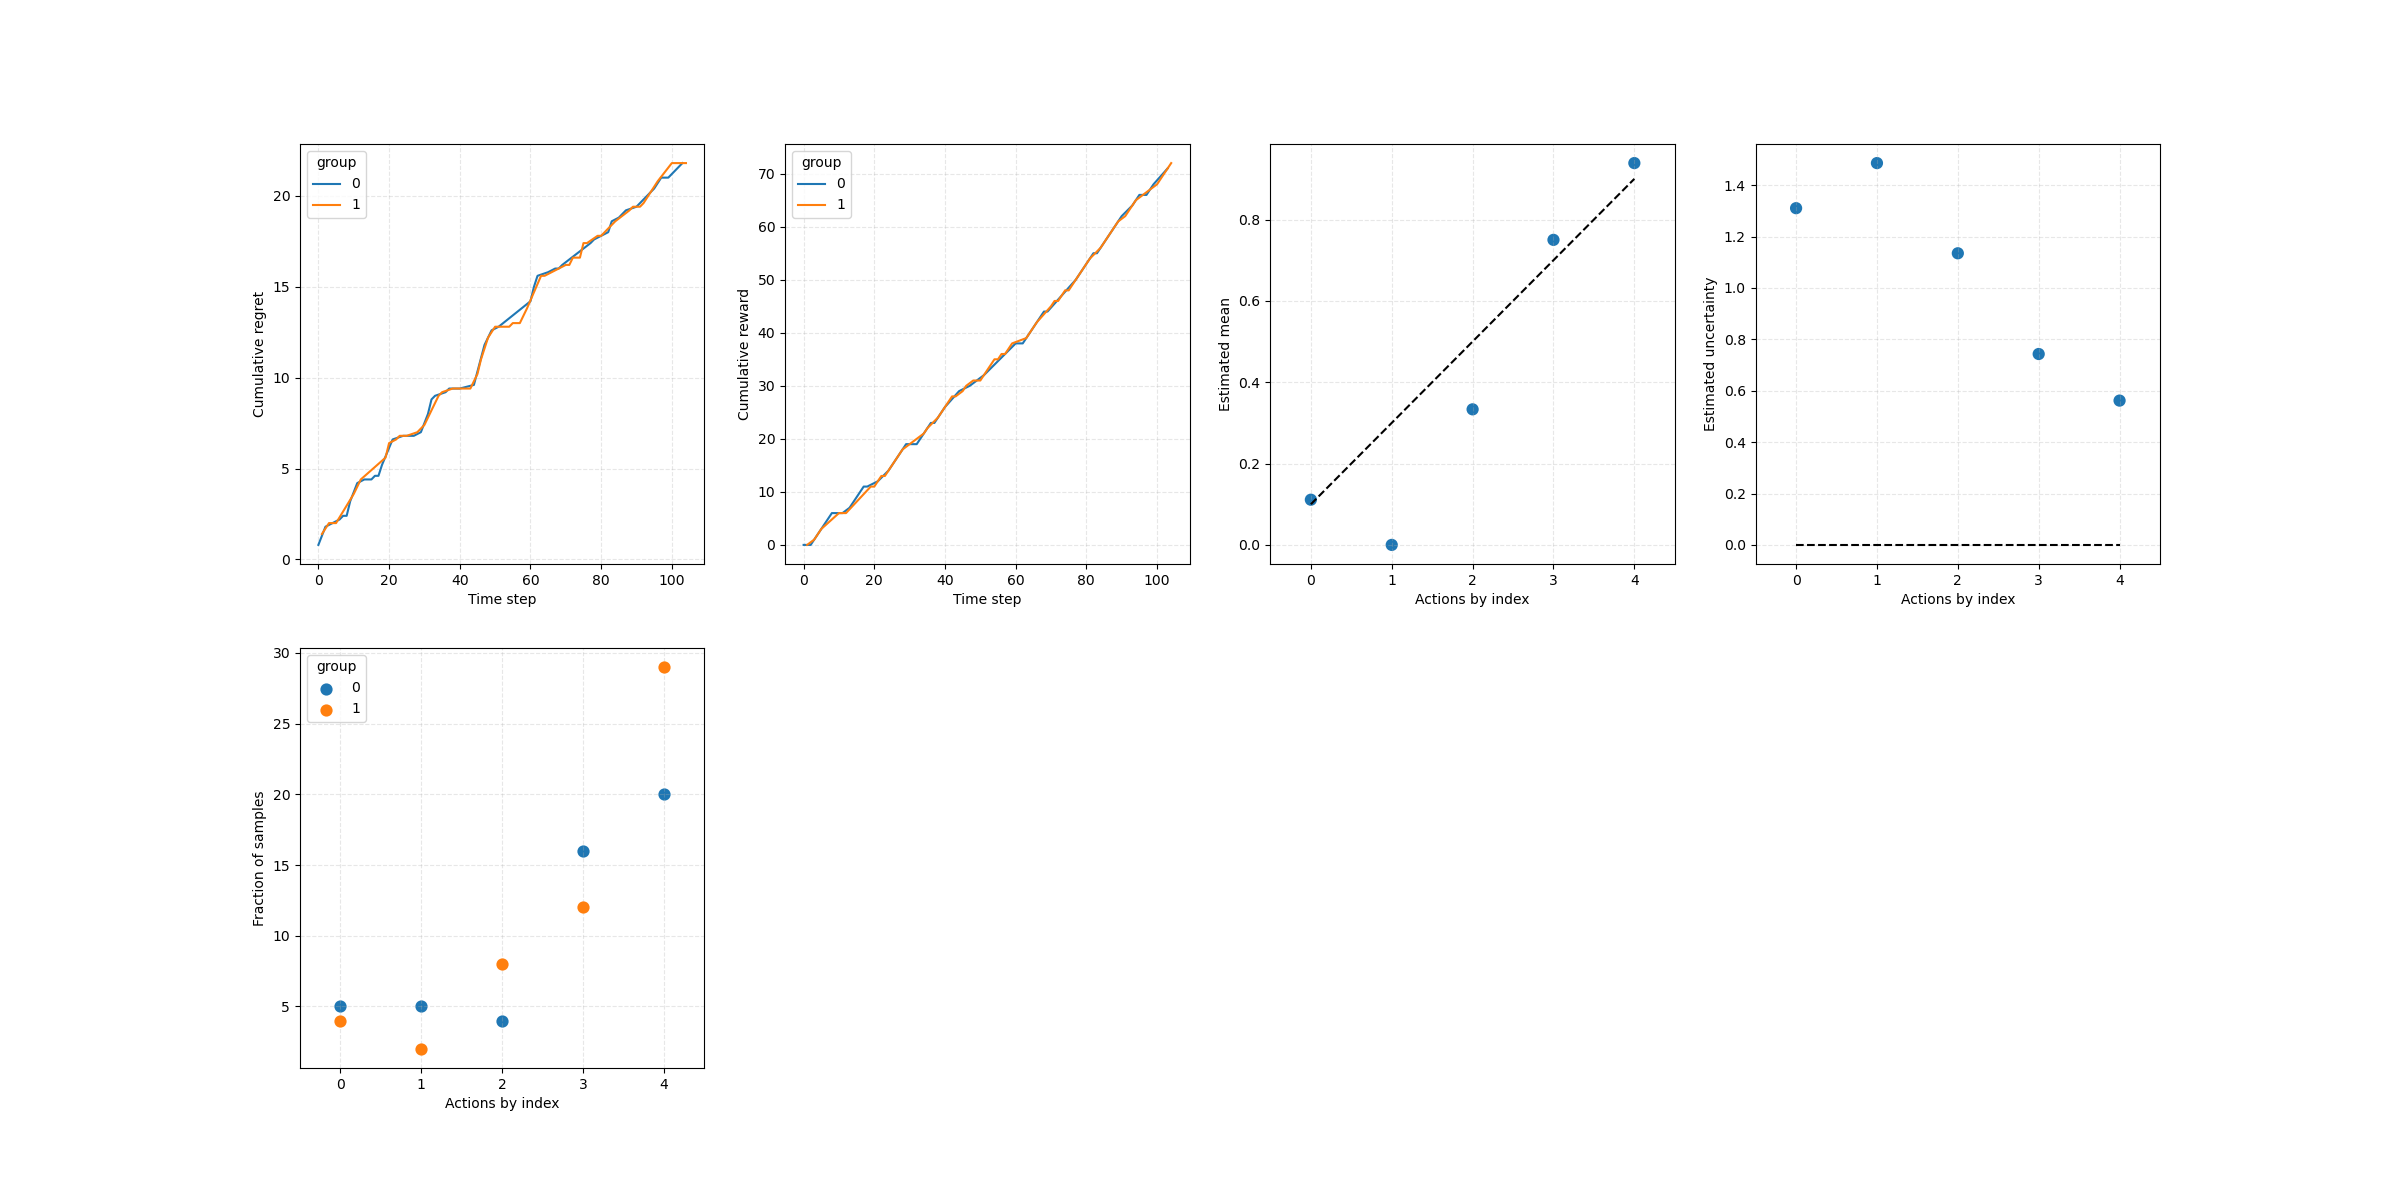 group
0
1
Cumulative regret
20
15
10
5
0
0 20 40 60 80 100
Time step
group
0
1
Cumulative reward
70
60
50
40
30
20
10
0
0 20 40 60 80 100
Time step
Estimated mean
0.8
0.6
0.4
0.2
0.0
0 1 2 3 4
Actions by index
Estimated uncertainty
1.4
1.2
1.0
0.8
0.6
0.4
0.2
0.0
0 1 2 3 4
Actions by index
group
0
1
Fraction of samples
30
25
20
15
10
5
0 1 2 3 4
Actions by index